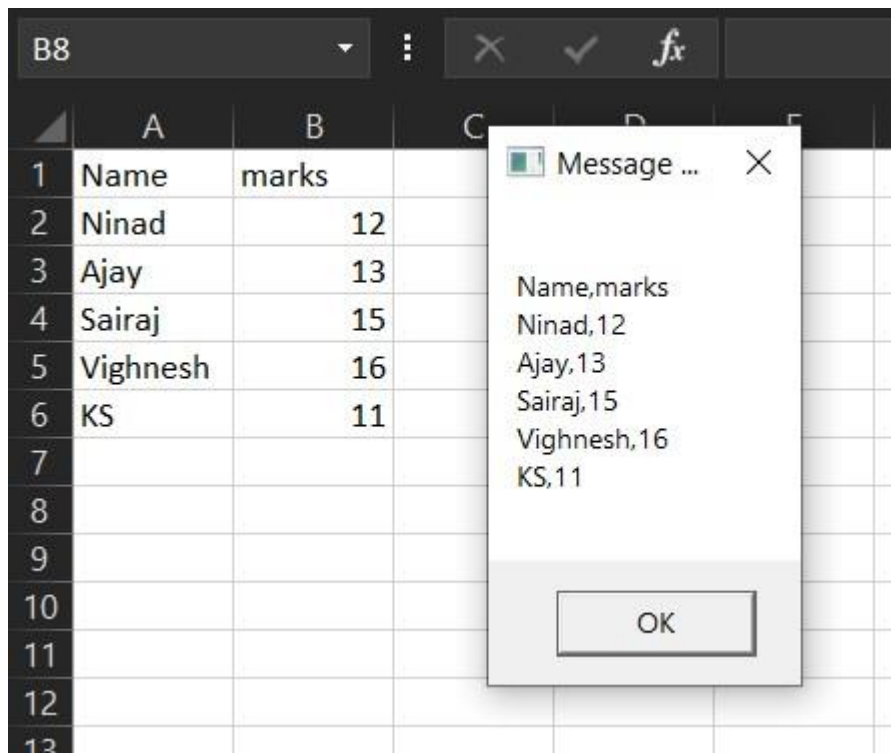 B8 fx
A B C D E
1 Name marks
2 Ninad 12
3 Ajay 13
4 Sairaj 15
5 Vighnesh 16
6 KS 11
7
8
9
10
11
12
13
Message ...
Name,marks
Ninad,12
Ajay,13
Sairaj,15
Vighnesh,16
KS,11
OK